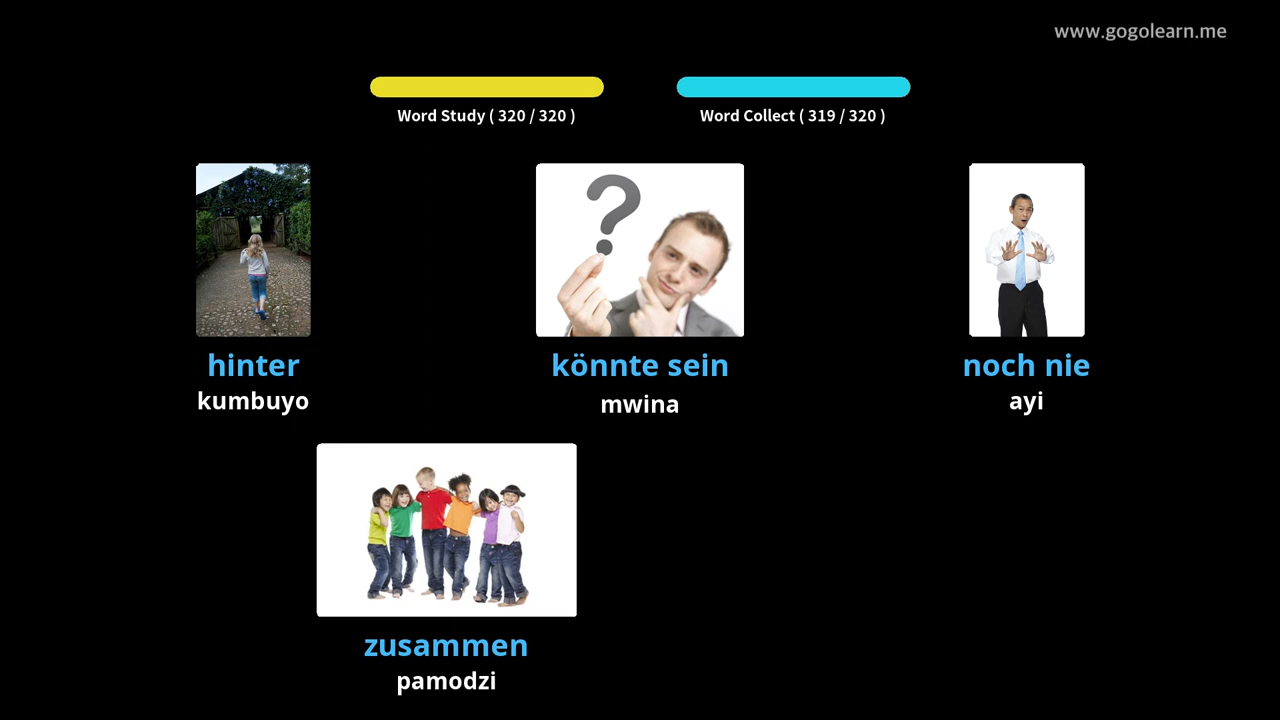 www.gogolearn.me
Word Study ( 320 / 320 )
Word Collect ( 319 / 320 )
hinter
kumbuyo
könnte sein
mwina
noch nie
ayi
zusammen
pamodzi